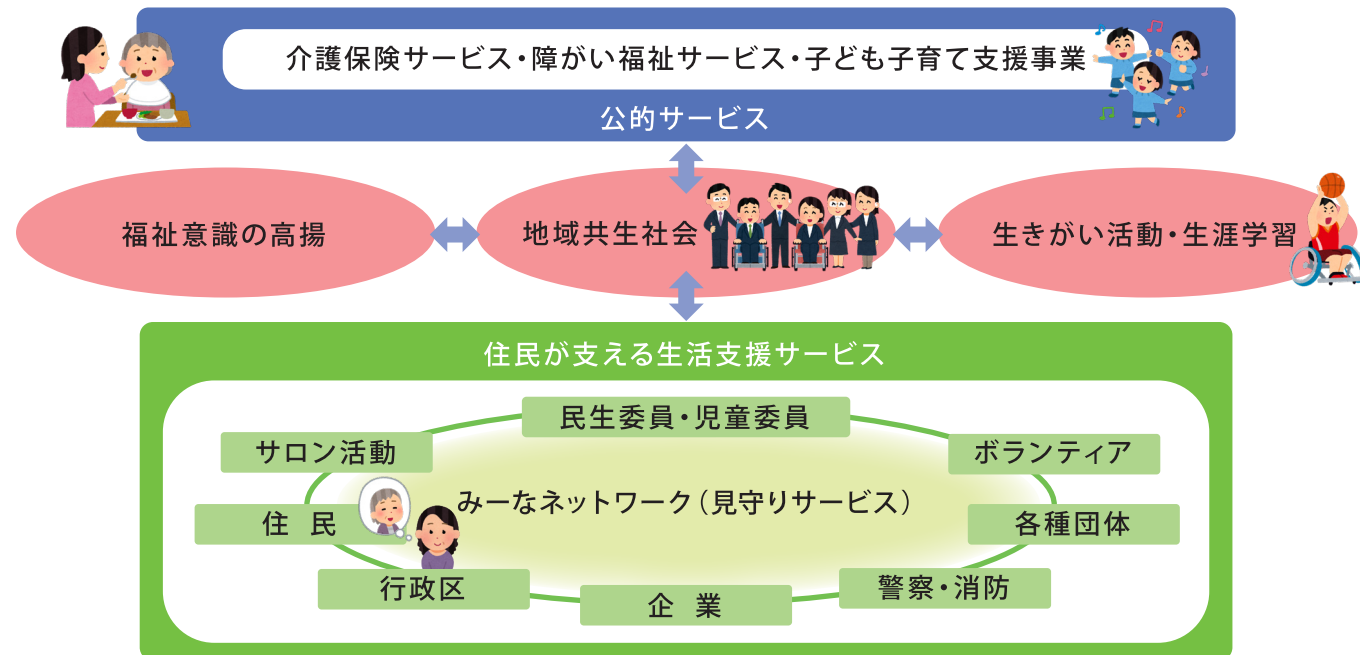 介護保険サービス・障がい福祉サービス・子ども子育て支援事業
公的サービス
福祉意識の高揚
地域共生社会
生きがい活動・生涯学習
住民が支える生活支援サービス
民生委員・児童委員
サロン活動
ボランティア
みーなネットワーク（見守りサービス）
住　民
各種団体
行政区
警察・消防
企　業